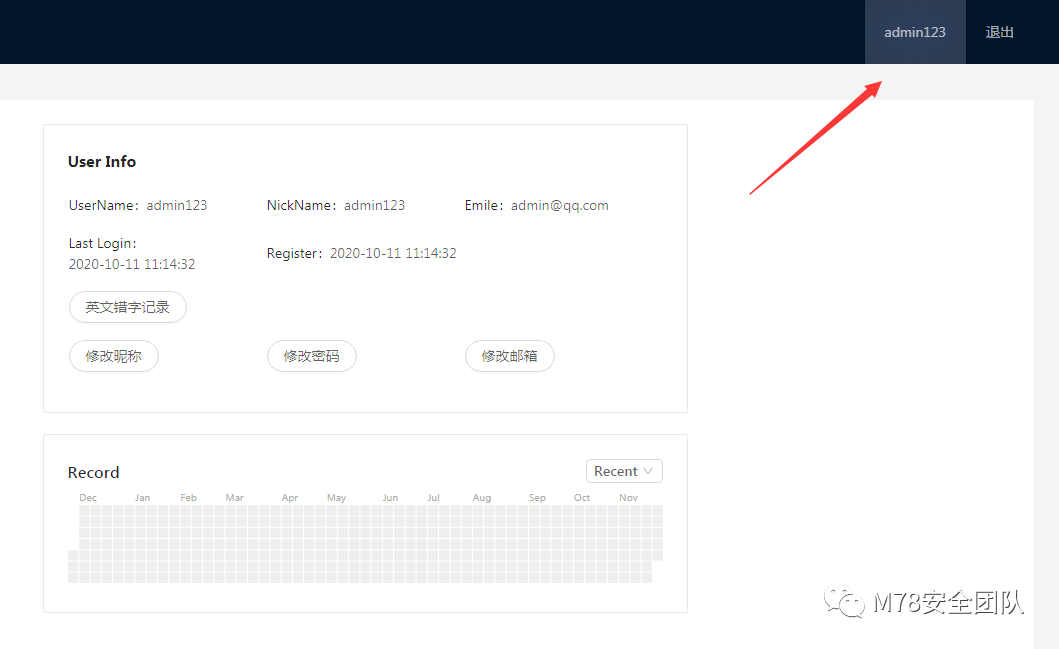 admin123 退出
User Info
UserName：admin123 NickName：admin123 Emile：admin@qq.com
Last Login：
2020-10-11 11:14:32
Register：2020-10-11 11:14:32
英文错字记录
修改昵称 修改密码 修改邮箱
Record Recent
Dec Jan Feb Mar Apr May Jun Jul Aug Sep Oct Nov
M78安全团队